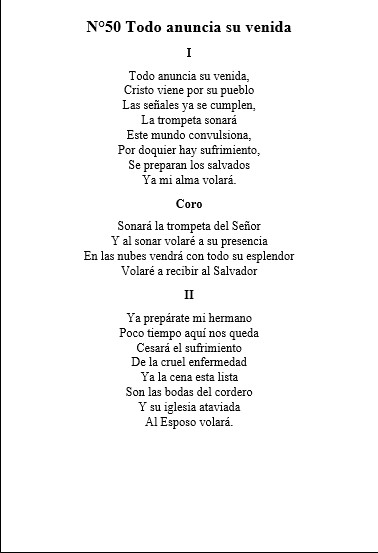 N°50 Todo anuncia su venida
I
Todo anuncia su venida,
Cristo viene por su pueblo
Las señales ya se cumplen,
La trompeta sonará
Este mundo convulsiona,
Por doquier hay sufrimiento,
Se preparan los salvados
Ya mi alma volará.
Coro
Sonará la trompeta del Señor
Y al sonar volaré a su presencia
En las nubes vendrá con todo su esplendor
Volaré a recibir al Salvador
II
Ya prepárate mi hermano
Poco tiempo aquí nos queda
Cesará el sufrimiento
De la cruel enfermedad
Ya la cena esta lista
Son las bodas del cordero
Y su iglesia ataviada
Al Esposo volará.